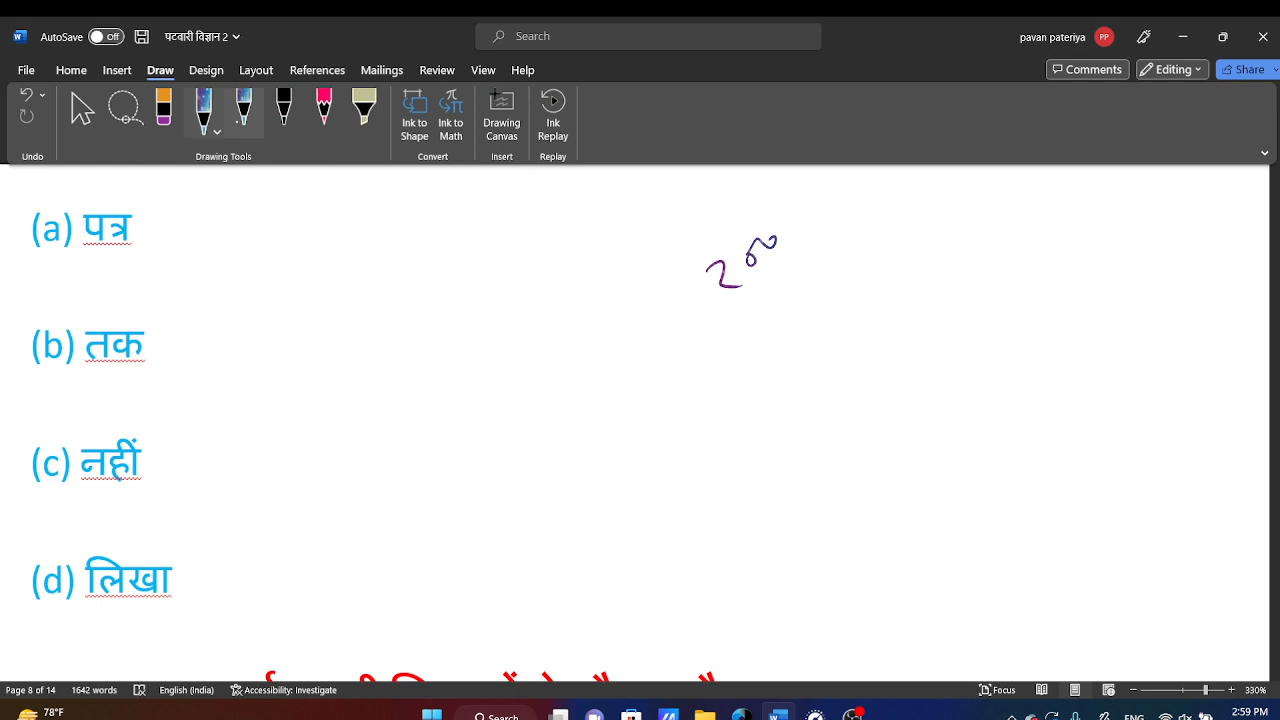 AutoSave Off पटवारी विज्ञान 2 Search pavan pateriya PP
File Home Insert Draw Design Layout References Mailings Review View Help Comments Editing Share
Ink to Shape Ink to Math Drawing Canvas Ink Replay
Undo Drawing Tools Convert Insert Replay
(a) पत्र
(b) तक
(c) नहीं
(d) लिखा
Page 8 of 14 1642 words English (India) Accessibility: Investigate Focus 330%
78°F Search ENG 2:59 PM